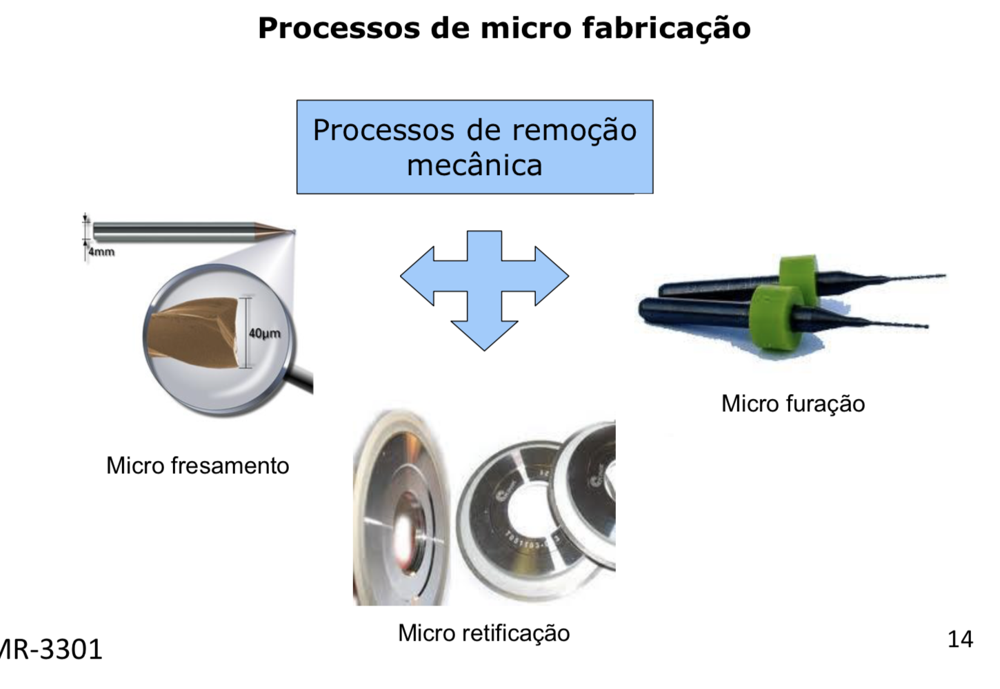 Processos de micro fabricação
Processos de remoção
mecânica
4mm
40µm
Micro furação
Micro fresamento
Micro retificação
MR-3301
14